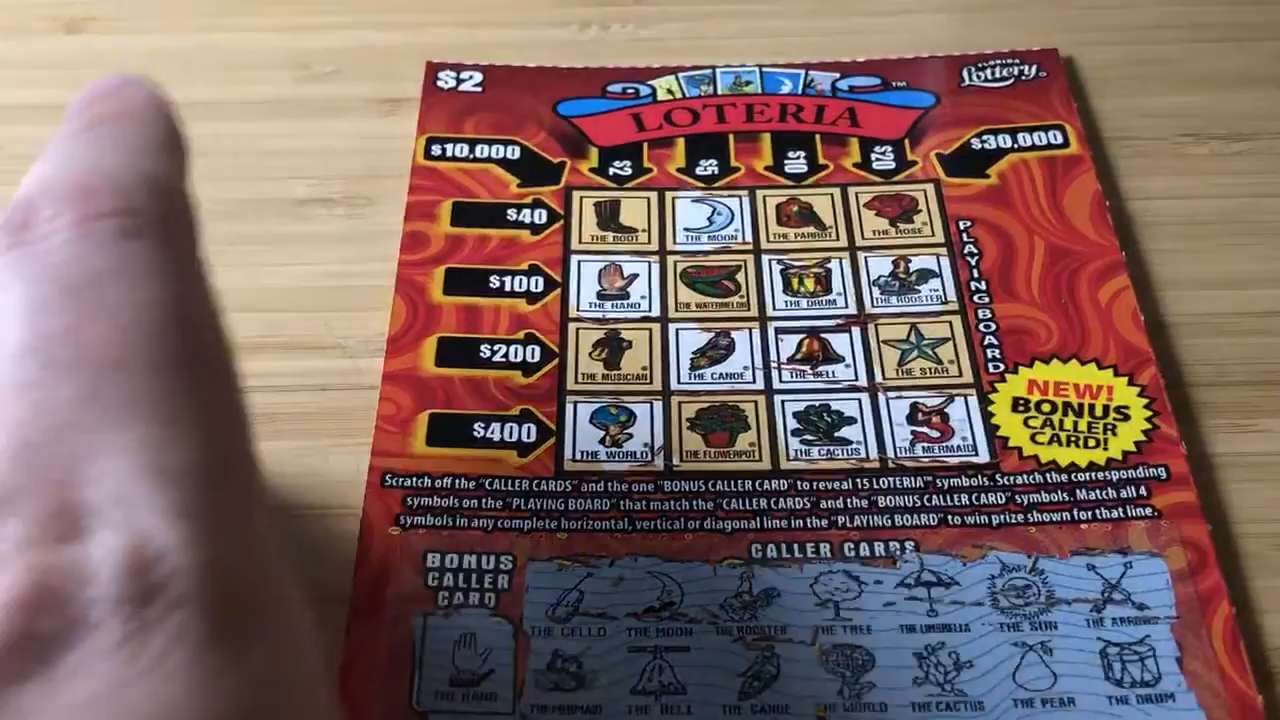 $2
FLORIDA
Lottery
LOTERIA™
$10,000
$2 $5 $10 $20
$30,000
$40
THE BOOT THE MOON THE PARROT THE ROSE
$100
THE HAND THE WATERMELON THE DRUM THE ROOSTER™
$200
THE MUSICIAN THE CANOE THE BELL THE STAR
$400
THE WORLD THE FLOWERPOT THE CACTUS THE MERMAID
PLAYING BOARD
NEW!
BONUS
CALLER
CARD!
Scratch off the "CALLER CARDS" and the one "BONUS CALLER CARD" to reveal 15 LOTERIA™ symbols. Scratch the corresponding
symbols on the "PLAYING BOARD" that match the "CALLER CARDS" and the "BONUS CALLER CARD" symbols. Match all 4
symbols in any complete horizontal, vertical or diagonal line in the "PLAYING BOARD" to win prize shown for that line.
CALLER CARDS
BONUS
CALLER
CARD
THE HAND
THE CELLO THE MOON THE ROOSTER THE TREE THE UMBRELLA THE SUN THE ARROWS
THE MERMAID THE BELL THE CANOE THE WORLD THE CACTUS THE PEAR THE DRUM